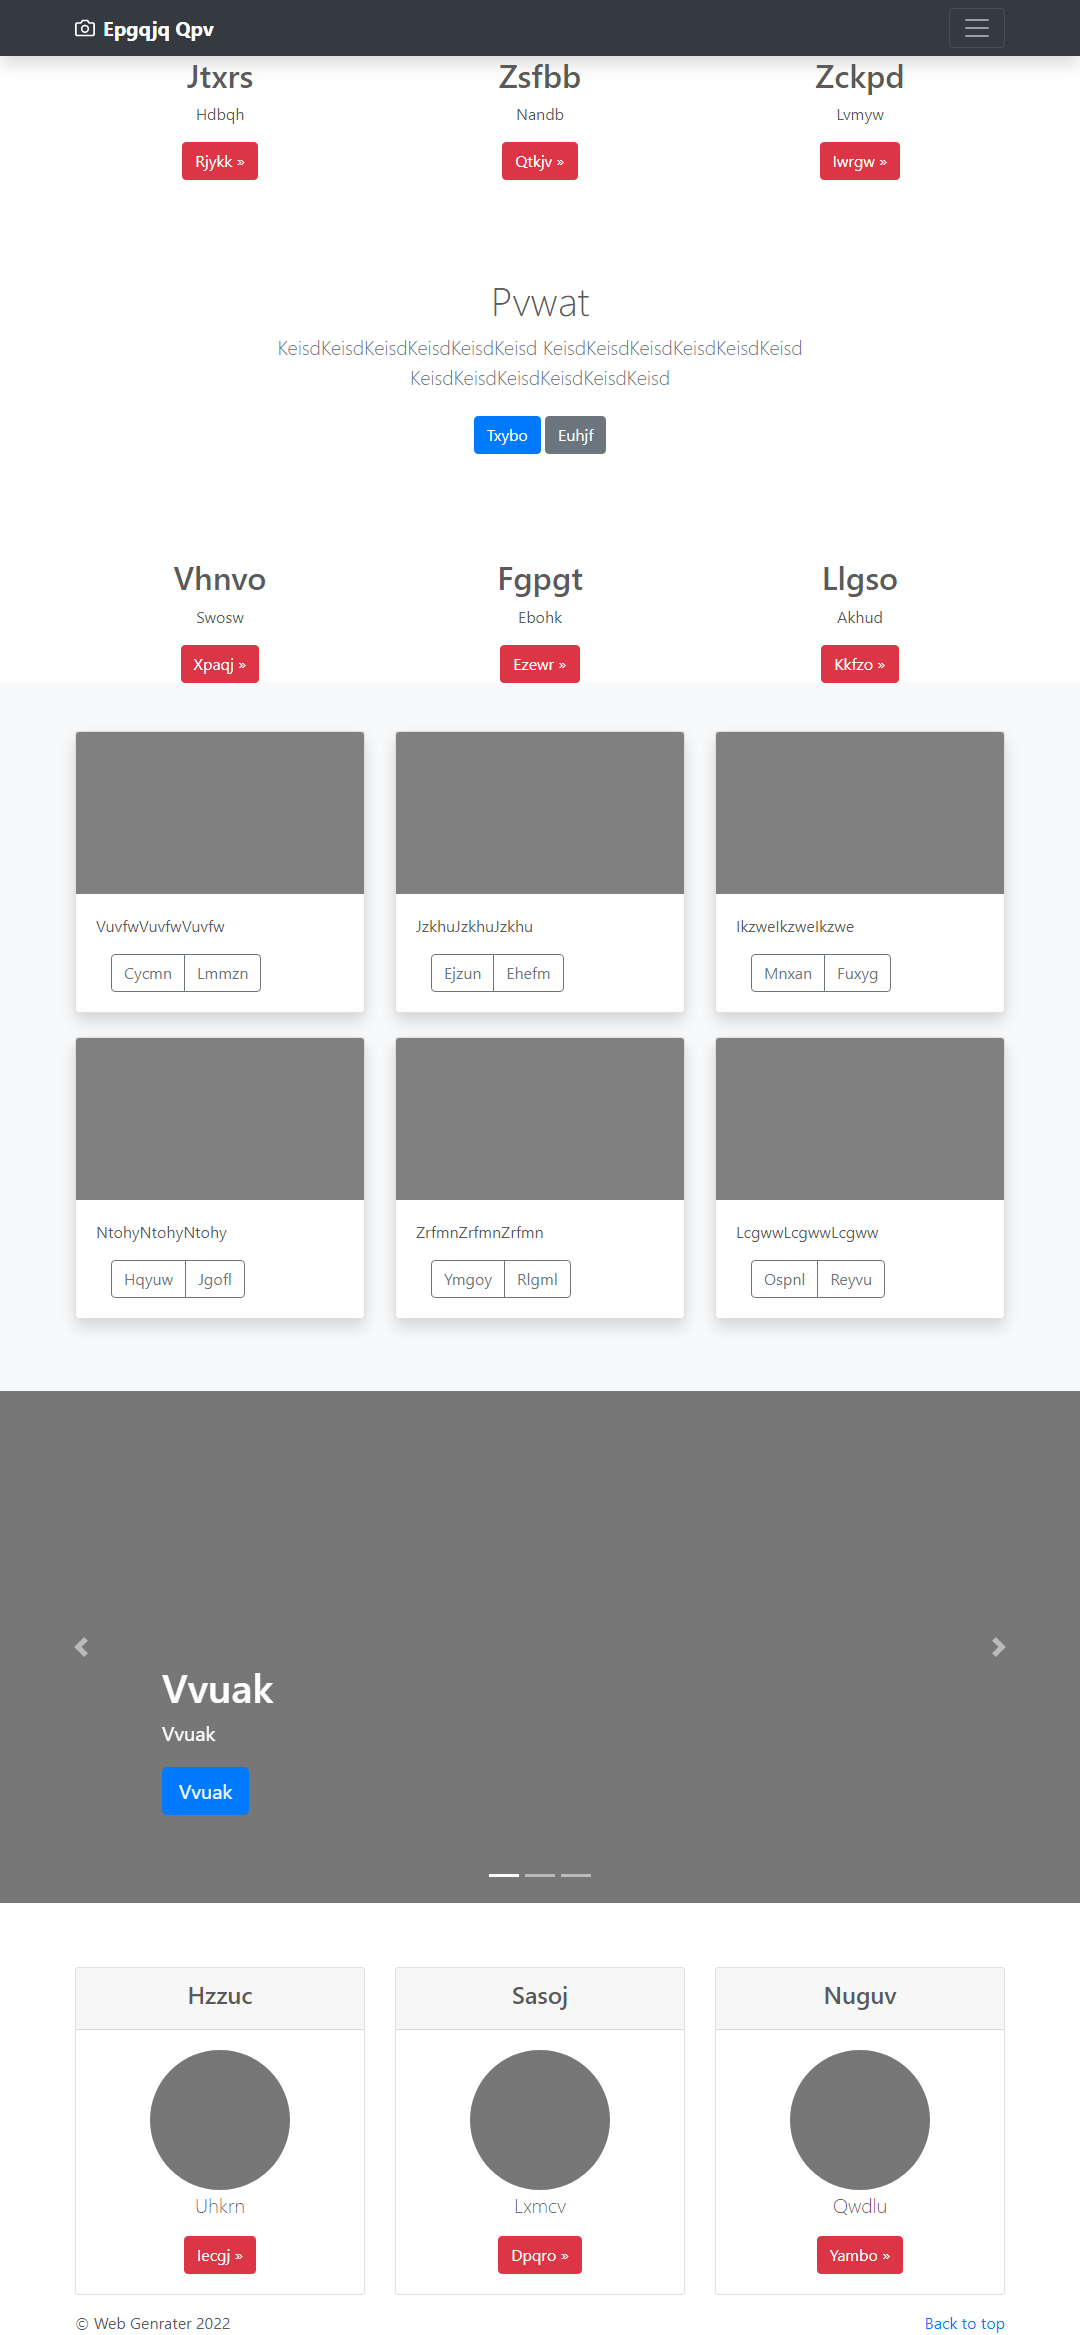 Epgqjq Qpv
Jtxrs
Zsfbb
Zckpd
Hdbqh
Nandb
Lvmyw
Rjykk »
Qtkjv »
Iwrgw »
Pvwat
KeisdKeisdKeisdKeisdKeisdKeisd KeisdKeisdKeisdKeisdKeisdKeisd
KeisdKeisdKeisdKeisdKeisdKeisd
Txybo
Euhjf
Vhnvo
Fgpgt
Llgso
Swosw
Ebohk
Akhud
Xpaqj »
Ezewr »
Kkfzo »
VuvfwVuvfwVuvfw
JzkhuJzkhuJzkhu
IkzweIkzweIkzwe
Cycmn
Lmmzn
Ejzun
Ehefm
Mnxan
Fuxyg
NtohyNtohyNtohy
ZrfmnZrfmnZrfmn
LcgwwLcgwwLcgww
Hqyuw
Jgofl
Ymgoy
Rlgml
Ospnl
Reyvu
Vvuak
Vvuak
Vvuak
Hzzuc
Sasoj
Nuguv
Uhkrn
Lxmcv
Qwdlu
Iecgj »
Dpqro »
Yambo »
© Web Genrater 2022
Back to top